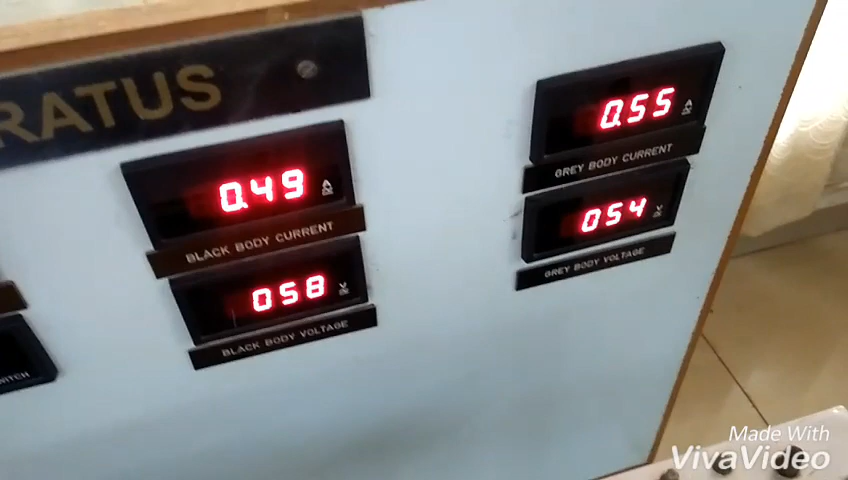 RATUS
0.49 A
BLACK BODY CURRENT
058 V
BLACK BODY VOLTAGE
0.55 A
GREY BODY CURRENT
054 V
GREY BODY VOLTAGE
WITCH
Made With
VivaVideo